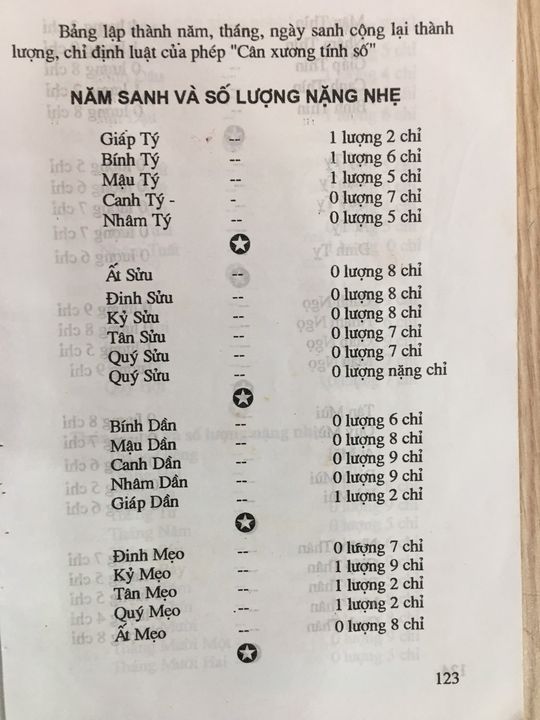 Bảng lập thành năm, tháng, ngày sanh cộng lại thành
lượng, chỉ định luật của phép "Cân xương tính số"
NĂM SANH VÀ SỐ LƯỢNG NẶNG NHẸ
Giáp Tý -- 1 lượng 2 chỉ
Bính Tý -- 1 lượng 6 chỉ
Mậu Tý -- 1 lượng 5 chỉ
Canh Tý - - 0 lượng 7 chỉ
Nhâm Tý -- 0 lượng 5 chỉ
Ất Sửu -- 0 lượng 8 chỉ
Đinh Sửu -- 0 lượng 8 chỉ
Kỷ Sửu -- 0 lượng 8 chỉ
Tân Sửu -- 0 lượng 7 chỉ
Quý Sửu -- 0 lượng 7 chỉ
Quý Sửu -- 0 lượng nặng chỉ
Bính Dần -- 0 lượng 6 chỉ
Mậu Dần -- 0 lượng 8 chỉ
Canh Dần -- 0 lượng 9 chỉ
Nhâm Dần -- 0 lượng 9 chỉ
Giáp Dần -- 1 lượng 2 chỉ
Đinh Mẹo -- 0 lượng 7 chỉ
Kỷ Mẹo -- 1 lượng 9 chỉ
Tân Mẹo -- 1 lượng 2 chỉ
Quý Mẹo -- 1 lượng 2 chỉ
Ất Mẹo -- 0 lượng 8 chỉ
123